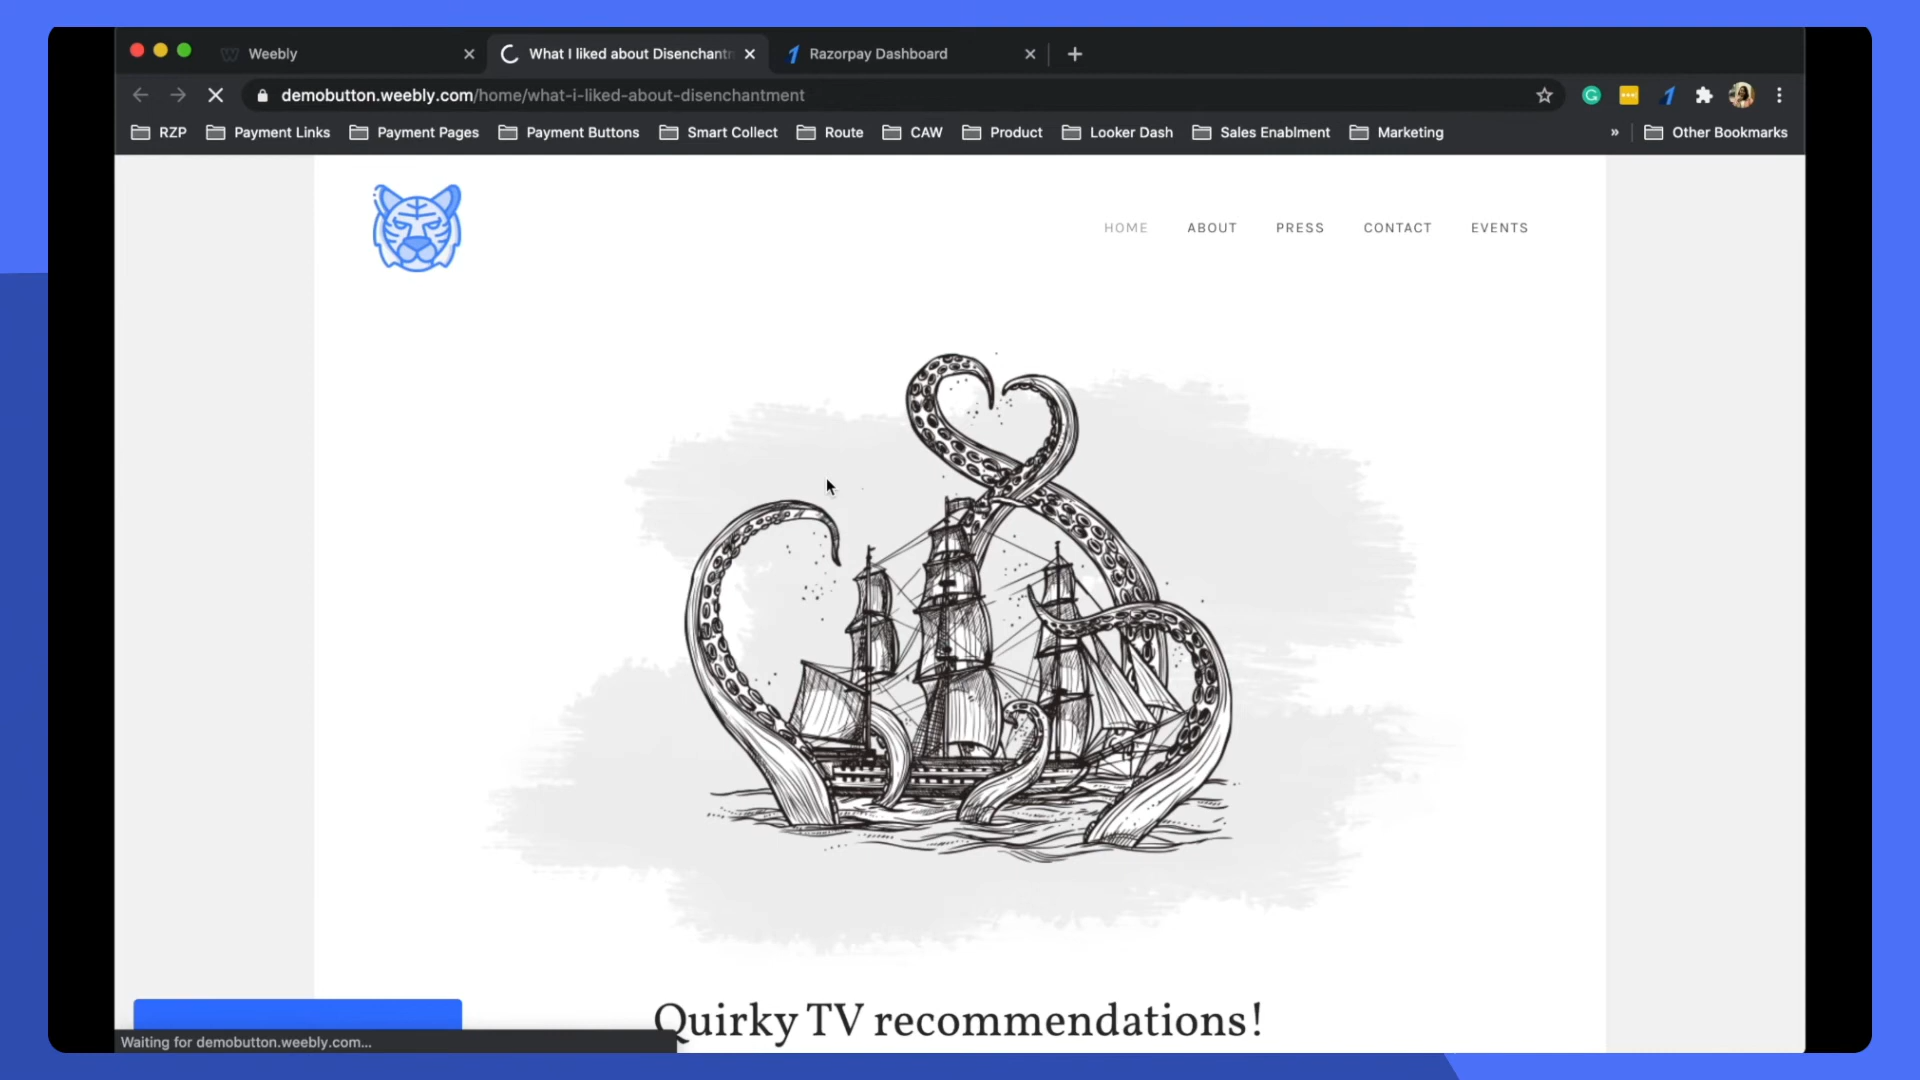 Weebly
What I liked about Disenchantm
Razorpay Dashboard
demobutton.weebly.com/home/what-i-liked-about-disenchantment
RZP Payment Links Payment Pages Payment Buttons Smart Collect Route CAW Product Looker Dash Sales Enablment Marketing » Other Bookmarks
HOME ABOUT PRESS CONTACT EVENTS
Quirky TV recommendations!
Waiting for demobutton.weebly.com...